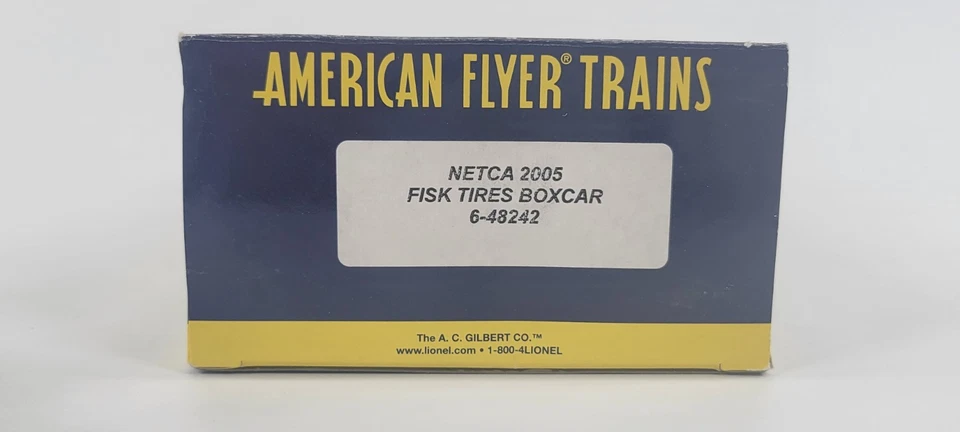 AMERICAN FLYER® TRAINS
NETCA 2005
FISK TIRES BOXCAR
6-48242
The A. C. GILBERT CO.™
www.lionel.com • 1-800-4LIONEL